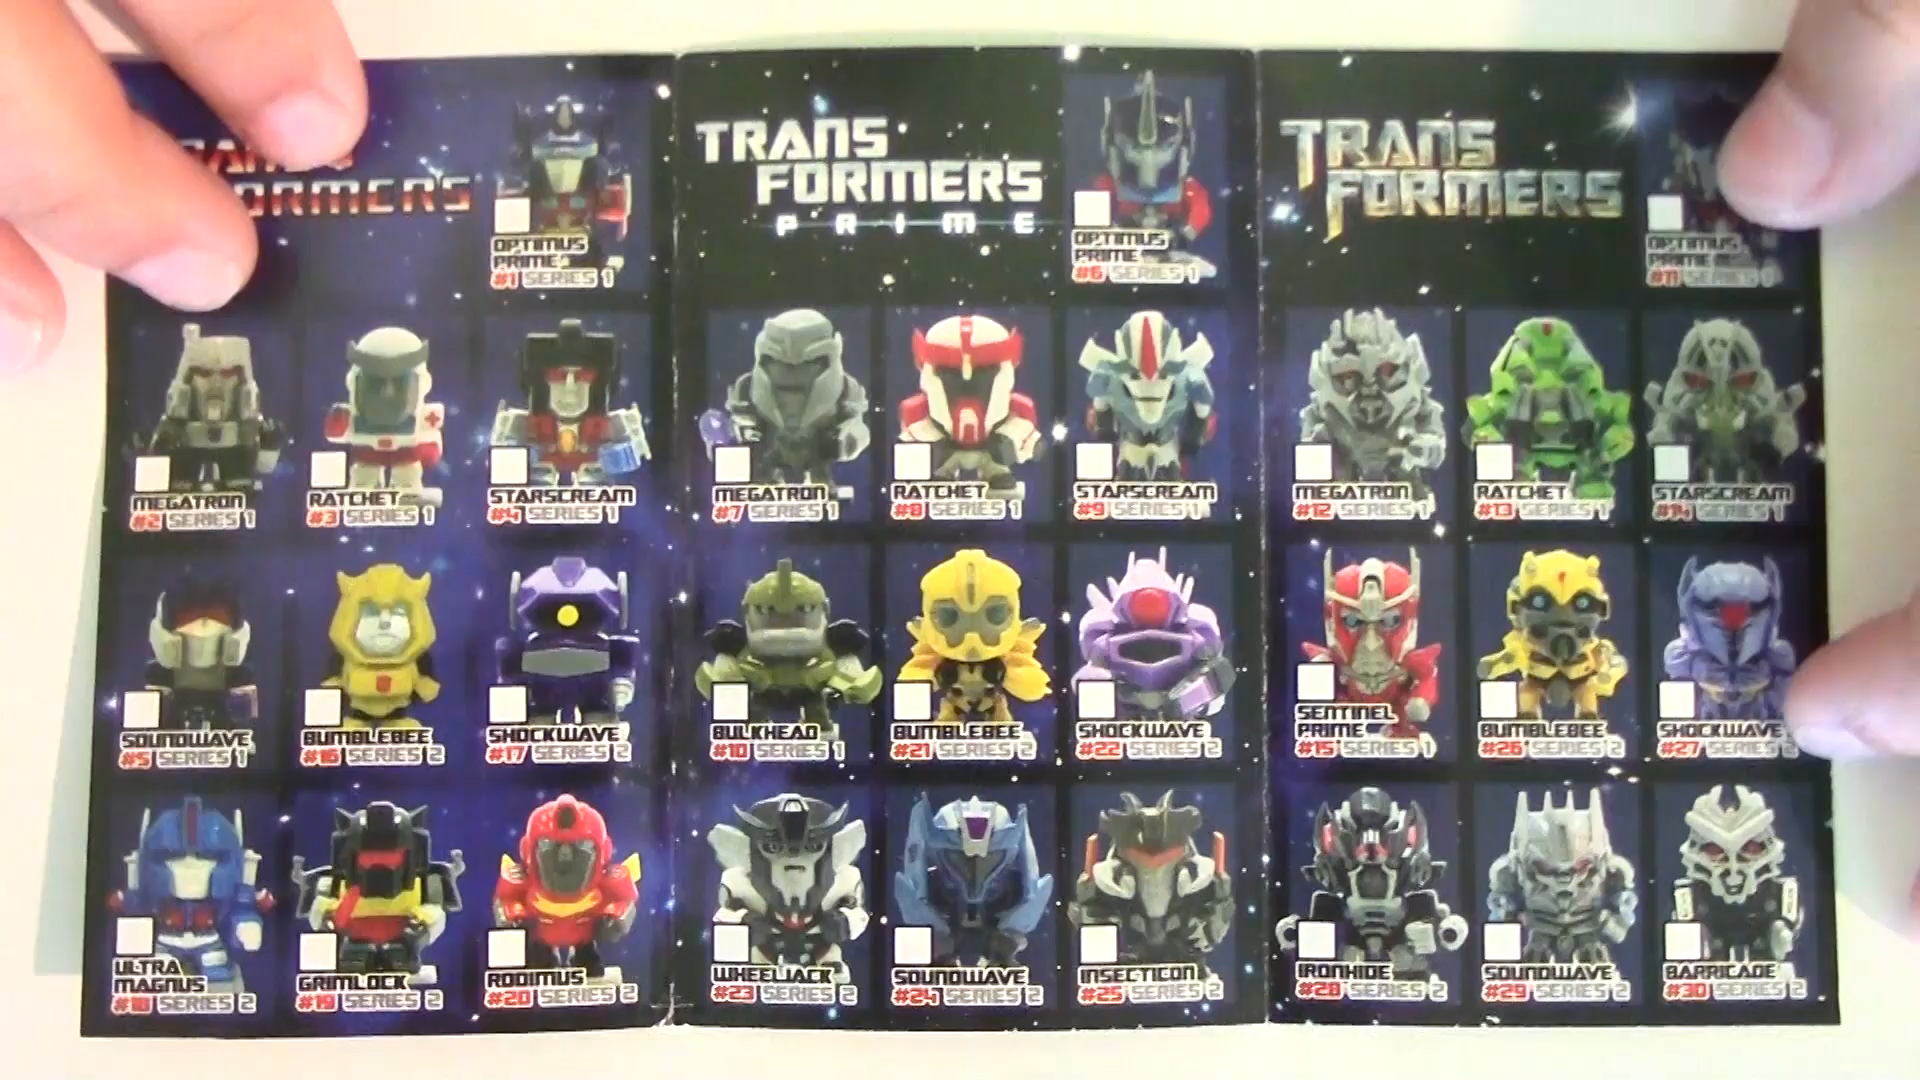 ORMERS
OPTIMUS
PRIME
#1 SERIES 1
MEGATRON
#2 SERIES 1
RATCHET
#3 SERIES 1
STARSCREAM
#4 SERIES 1
SOUNDWAVE
#5 SERIES 1
BUMBLEBEE
#16 SERIES 2
SHOCKWAVE
#17 SERIES 2
ULTRA
MAGNUS
#18 SERIES 2
GRIMLOCK
#19 SERIES 2
RODIMUS
#20 SERIES 2
TRANS
FORMERS
PRIME
OPTIMUS
PRIME
#6 SERIES 1
MEGATRON
#7 SERIES 1
RATCHET
#8 SERIES 1
STARSCREAM
#9 SERIES 1
BULKHEAD
#10 SERIES 1
BUMBLEBEE
#21 SERIES 2
SHOCKWAVE
#22 SERIES 2
WHEELJACK
#23 SERIES 2
SOUNDWAVE
#24 SERIES 2
INSECTICON
#25 SERIES 2
TRANS
FORMERS
OPTIMUS
PRIME
#11 SERIES 1
MEGATRON
#12 SERIES 1
RATCHET
#13 SERIES 1
STARSCREAM
#14 SERIES 1
SENTINEL
PRIME
#15 SERIES 1
BUMBLEBEE
#26 SERIES 2
SHOCKWAVE
#27 SERIES 2
IRONHIDE
#28 SERIES 2
SOUNDWAVE
#29 SERIES 2
BARRICADE
#30 SERIES 2